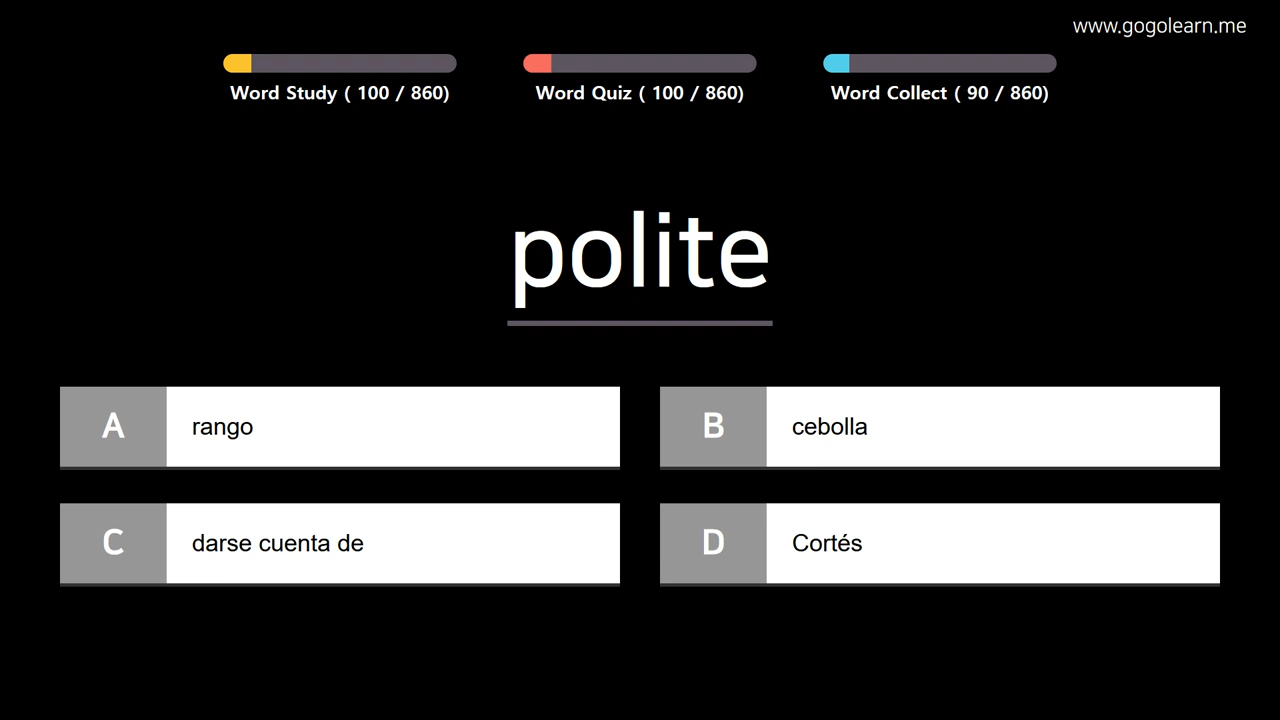 www.gogolearn.me
Word Study ( 100 / 860)
Word Quiz ( 100 / 860)
Word Collect ( 90 / 860)
polite
A rango
B cebolla
C darse cuenta de
D Cortés